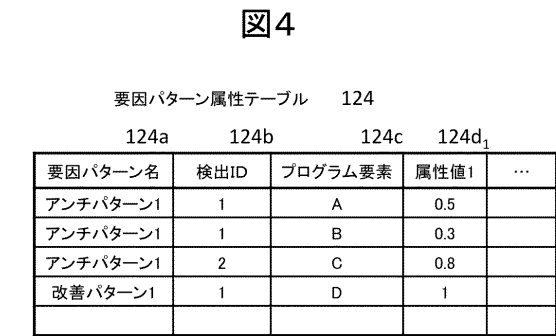 図４
要因パターン属性テーブル 124
124a 124b 124c 124d1
要因パターン名 検出ID プログラム要素 属性値1 …
アンチパターン1 1 A 0.5
アンチパターン1 1 B 0.3
アンチパターン1 2 C 0.8
改善パターン1 1 D 1